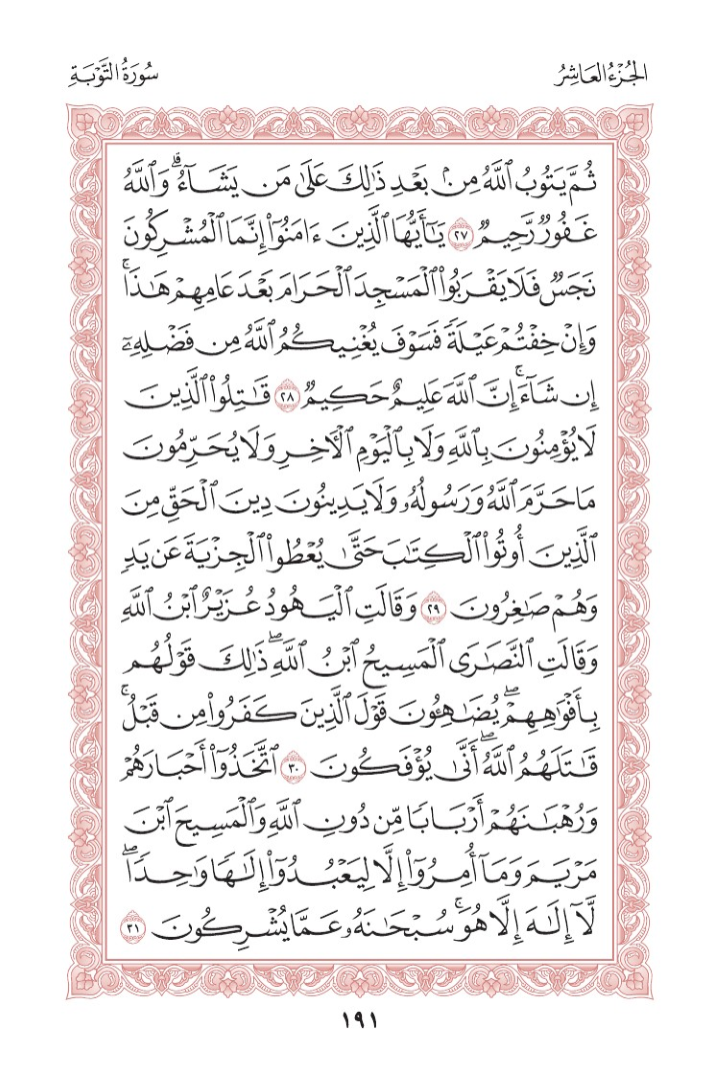 الجُزْءُ العَاشِرُ
سُورَةُ التَّوْبَةِ
ثُمَّ يَتُوبُ ٱللَّهُ مِنۢ بَعْدِ ذَٰلِكَ عَلَىٰ مَن يَشَآءُۗ وَٱللَّهُ
غَفُورٌ رَّحِيمٌ ٢٧ يَٰٓأَيُّهَا ٱلَّذِينَ ءَامَنُوٓا۟ إِنَّمَا ٱلْمُشْرِكُونَ
نَجَسٌ فَلَا يَقْرَبُوا۟ ٱلْمَسْجِدَ ٱلْحَرَامَ بَعْدَ عَامِهِمْ هَٰذَاۚ
وَإِنْ خِفْتُمْ عَيْلَةً فَسَوْفَ يُغْنِيكُمُ ٱللَّهُ مِن فَضْلِهِۦٓ
إِن شَآءَۚ إِنَّ ٱللَّهَ عَلِيمٌ حَكِيمٌ ٢٨ قَٰتِلُوا۟ ٱلَّذِينَ
لَا يُؤْمِنُونَ بِٱللَّهِ وَلَا بِٱلْيَوْمِ ٱلْءَاخِرِ وَلَا يُحَرِّمُونَ
مَا حَرَّمَ ٱللَّهُ وَرَسُولُهُۥ وَلَا يَدِينُونَ دِينَ ٱلْحَقِّ مِنَ
ٱلَّذِينَ أُوتُوا۟ ٱلْكِتَٰبَ حَتَّىٰ يُعْطُوا۟ ٱلْجِزْيَةَ عَن يَدٍ
وَهُمْ صَٰغِرُونَ ٢٩ وَقَالَتِ ٱلْيَهُودُ عُزَيْرٌ ٱبْنُ ٱللَّهِ
وَقَالَتِ ٱلنَّصَٰرَى ٱلْمَسِيحُ ٱبْنُ ٱللَّهِۖ ذَٰلِكَ قَوْلُهُم
بِأَفْوَٰهِهِمْۖ يُضَٰهِـُٔونَ قَوْلَ ٱلَّذِينَ كَفَرُوا۟ مِن قَبْلُۚ
قَٰتَلَهُمُ ٱللَّهُۖ أَنَّىٰ يُؤْفَكُونَ ٣٠ ٱتَّخَذُوٓا۟ أَحْبَارَهُمْ
وَرُهْبَٰنَهُمْ أَرْبَابًا مِّن دُونِ ٱللَّهِ وَٱلْمَسِيحَ ٱبْنَ
مَرْيَمَ وَمَآ أُمِرُوٓا۟ إِلَّا لِيَعْبُدُوٓا۟ إِلَٰهًا وَٰحِدًاۖ
لَّآ إِلَٰهَ إِلَّا هُوَۚ سُبْحَٰنَهُۥ عَمَّا يُشْرِكُونَ ٣١
١٩١